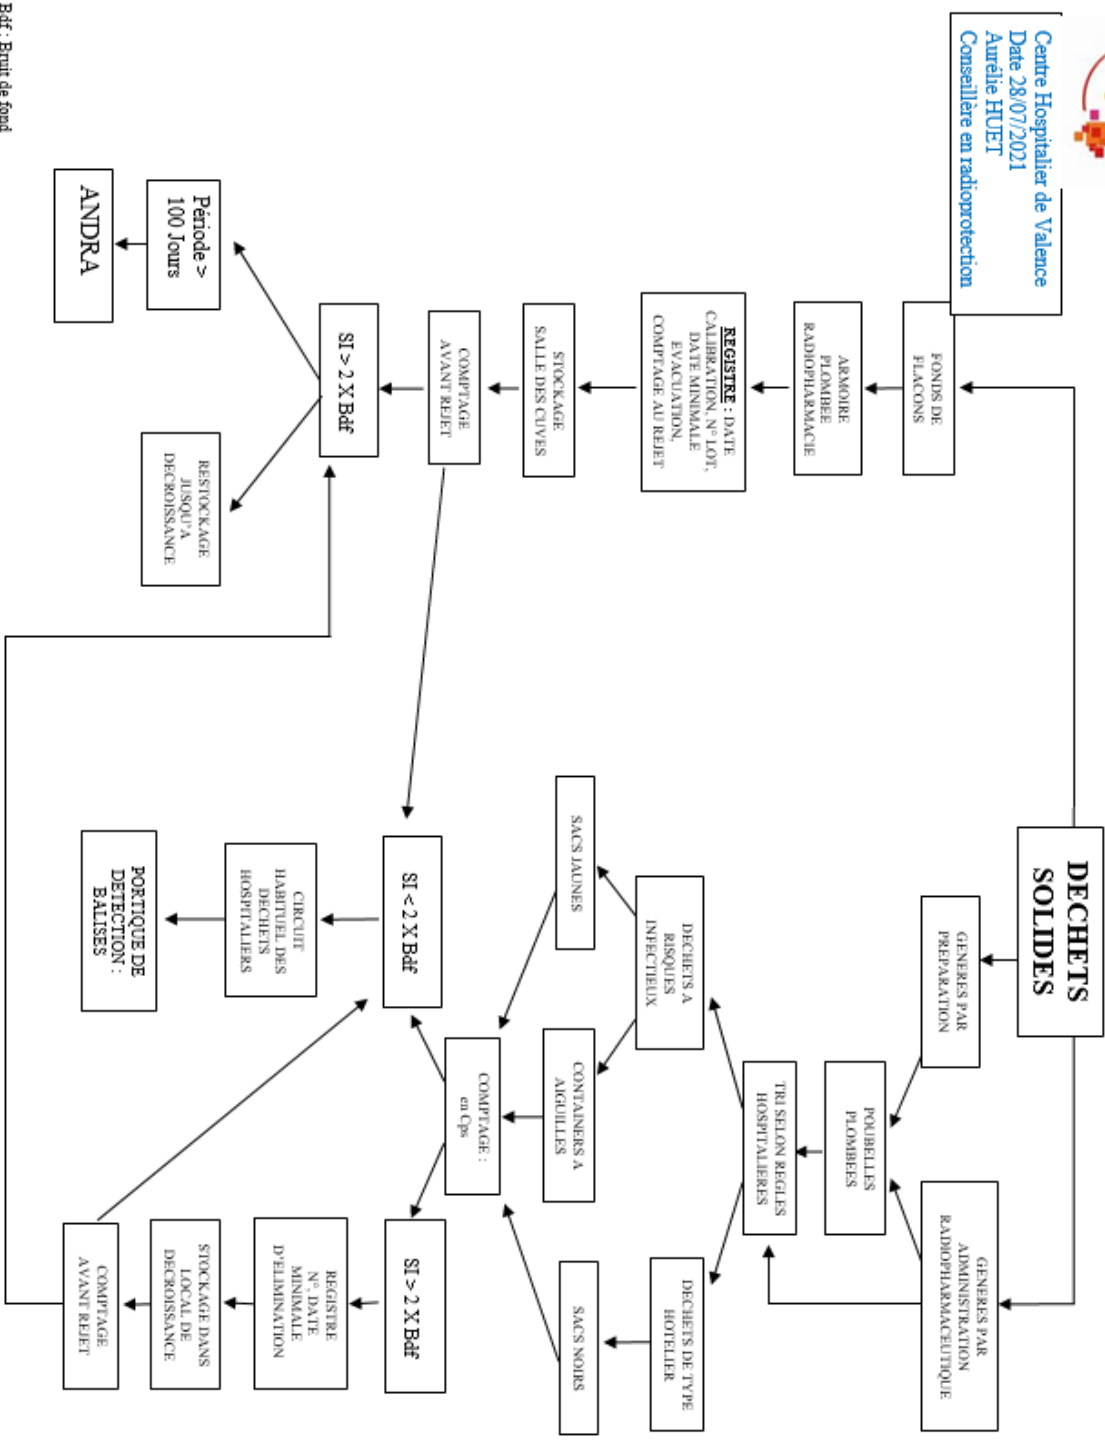 Centre Hospitalier de Valence
Date 28/07/2021
Aurélie HUET
Conseillère en radioprotection
DECHETS
SOLIDES
FONDS DE
FLACONS
GENERES PAR
PREPARATION
GENERES PAR
ADMINISTRATION
RADIOPHARMACEUTIQUE
ARMOIRE
PLOMBEE
RADIOPHARMACIE
POUBELLES
PLOMBEES
REGISTRE : DATE
CALIBRATION, N° LOT,
DATE MINIMALE
EVACUATION,
COMPTAGE AU REJET
TRI SELON REGLES
HOSPITALIERES
DECHETS A
RISQUES
INFECTIEUX
DECHETS DE TYPE
HOTELIER
STOCKAGE
SALLE DES CUVES
SACS JAUNES
CONTAINERS A
AIGUILLES
SACS NOIRS
COMPTAGE
AVANT REJET
COMPTAGE :
en Cps
SI > 2 X Bdf
SI < 2 X Bdf
SI > 2 X Bdf
Période >
100 Jours
RESTOCKAGE
JUSQU'A
DECROISSANCE
CIRCUIT
HABITUEL DES
DECHETS
HOSPITALIERS
REGISTRE
N°, DATE
MINIMALE
D'ELIMINATION
STOCKAGE DANS
LOCAL DE
DECROISSANCE
ANDRA
PORTIQUE DE
DETECTION :
BALISES
COMPTAGE
AVANT REJET
Bdf : Bruit de fond